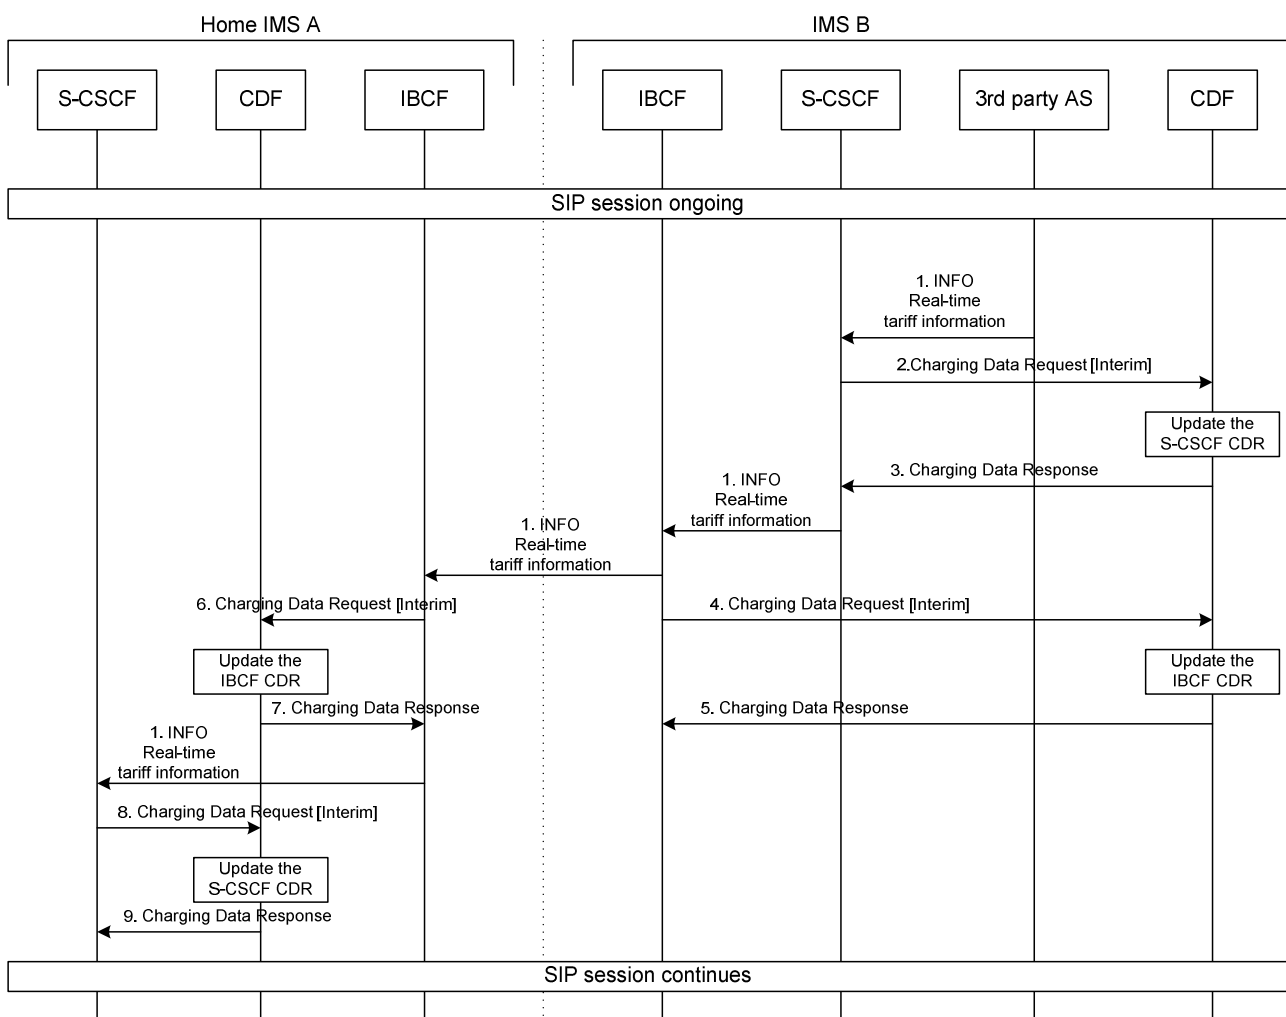 Home IMS A
IMS B
S-CSCF
CDF
IBCF
IBCF
S-CSCF
3rd party AS
CDF
SIP session ongoing
1. INFO
Real-time
tariff information
2.Charging Data Request [Interim]
Update the
S-CSCF CDR
3. Charging Data Response
1. INFO
Real-time
tariff information
1. INFO
Real-time
tariff information
6. Charging Data Request [Interim]
4. Charging Data Request [Interim]
Update the
IBCF CDR
Update the
IBCF CDR
7. Charging Data Response
5. Charging Data Response
1. INFO
Real-time
tariff information
8. Charging Data Request [Interim]
Update the
S-CSCF CDR
9. Charging Data Response
SIP session continues